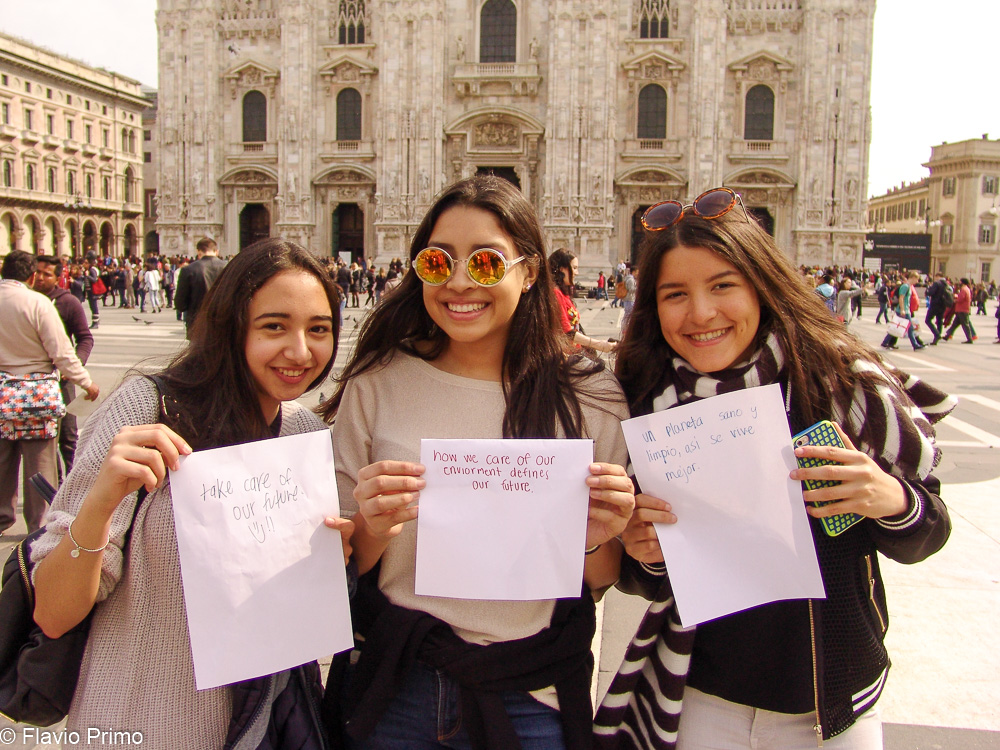 take care of
our future.
!!
how we care of our
enviorment defines
our future.
un planeta sano y
limpio, así se vive
mejor.
© Flavio Primo